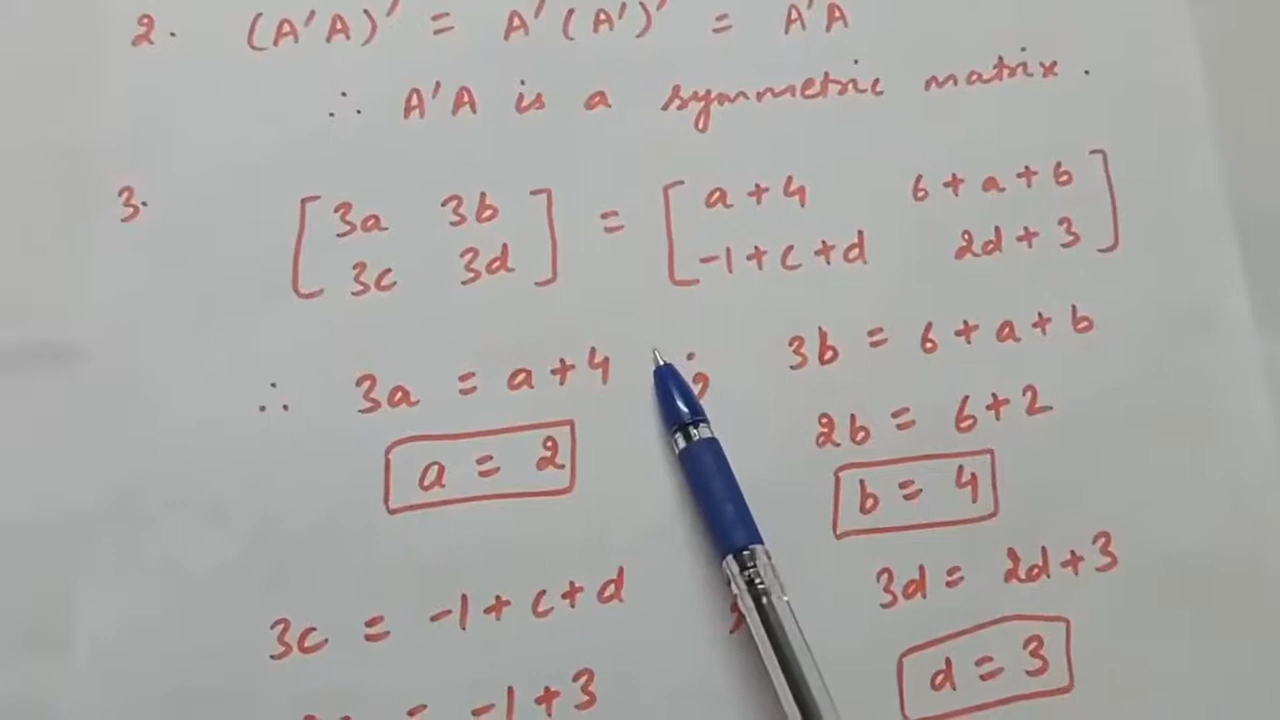 2. (A'A)' = A'(A')' = A'A
∴ A'A is a symmetric matrix.
3. [3a 3b = [a+4 6+a+b
3c 3d] -1+c+d 2d+3]
∴ 3a = a+4 ; 3b = 6+a+b
a = 2 2b = 6+2
b = 4
3c = -1+c+d 3d = 2d+3
= -1+3 d = 3